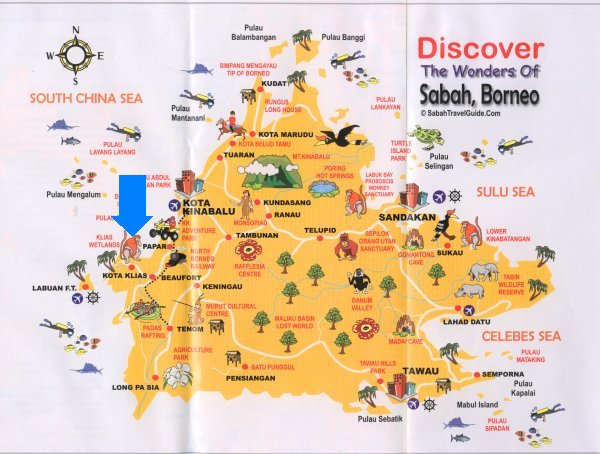 Discover
The Wonders Of
Sabah, Borneo
© SabahTravelGuide.Com
N
W
E
S
SOUTH CHINA SEA
Pulau
Balambangan
Pulau Banggi
SIMPANG MENGAYAU
TIP OF BORNEO
KUDAT
Pulau
Mantanani
RUNGUS
LONG HOUSE
PULAU
LANKAYAN
PULAU
LAYANG LAYANG
KOTA MARUDU
KOTA BELUD TAMU
TUARAN
MT.KINABALU
PORING
HOT SPRINGS
TURTLE
ISLAND
PARK
Pulau
Selingan
LABUK BAY
PROBOSCIS
MONKEY
SANCTUARY
SULU SEA
Pulau Mengalum
U ABDUL
AN PARK
KOTA
KINABALU
KUNDASANG
RANAU
MONSOPIAD
SANDAKAN
PULA
KLIAS
WETLANDS
KK
ADVENTURE
PARK
PAPAR
TAMBUNAN
TELUPID
SEPILOK
ORANG UTAN
SANCTUARY
GOMANTONG
CAVE
SUKAU
LOWER
KINABATANGAN
NORTH
BORNEO
RAILWAY
RAFFLESIA
CENTRE
KOTA KLIAS
BEAUFORT
KENINGAU
TABIN
WILDLIFE
RESERVE
LABUAN F.T.
MURUT CULTURAL
CENTRE
DANUM
VALLEY
LAHAD DATU
PADAS
RAFTING
TENOM
MALIAU BASIN
LOST WORLD
MADAI CAVE
CELEBES SEA
AGRICULTURE
PARK
BATU PUNGGUL
TAWAU HILLS
PARK
PULAU
MATAKING
LONG PA SIA
PENSIANGAN
TAWAU
SEMPORNA
Pulau
Kapalai
Mabul Island
Pulau Sebatik
PULAU
SIPADAN